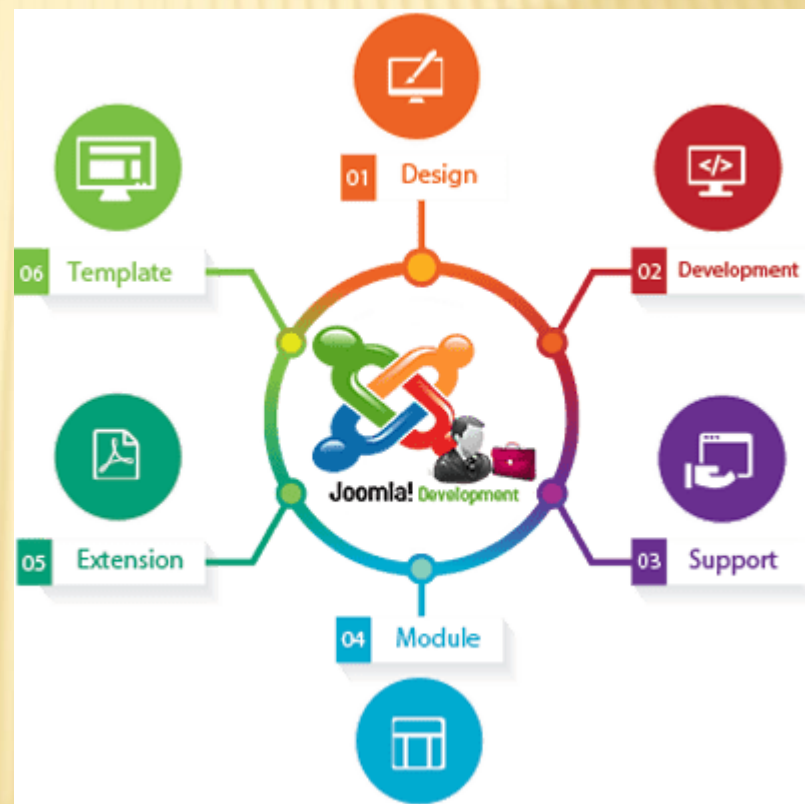 01 Design
02 Development
03 Support
04 Module
05 Extension
06 Template
Joomla! Development